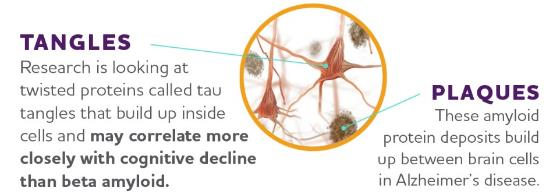 TANGLES
Research is looking at
twisted proteins called tau
tangles that build up inside
cells and may correlate more
closely with cognitive decline
than beta amyloid.
PLAQUES
These amyloid
protein deposits build
up between brain cells
in Alzheimer's disease.